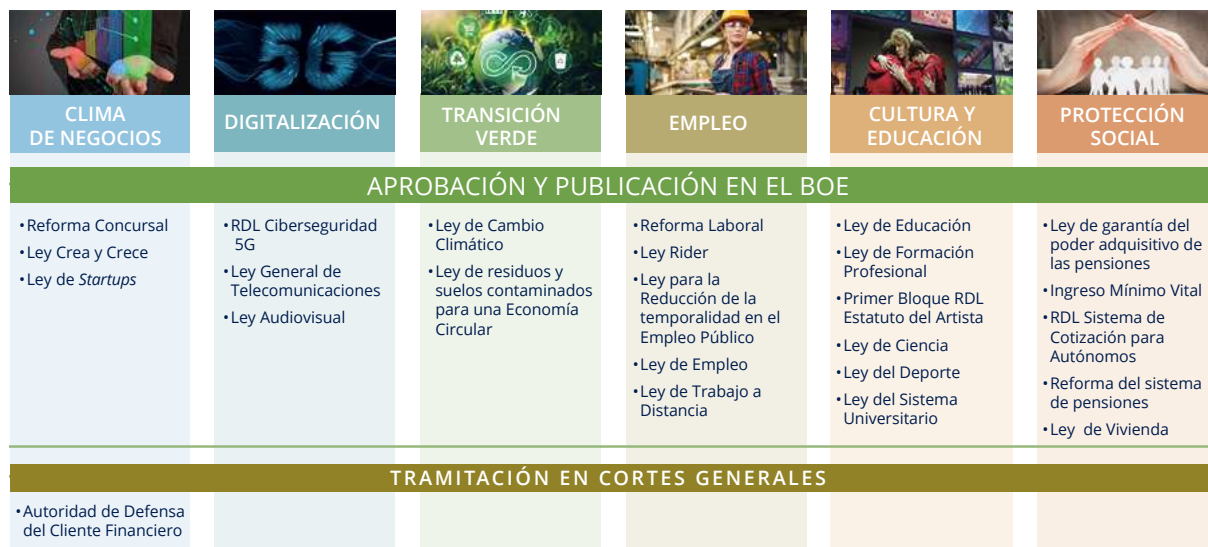 5G
CLIMA
DE NEGOCIOS
DIGITALIZACIÓN
TRANSICIÓN
VERDE
EMPLEO
CULTURA Y
EDUCACIÓN
PROTECCIÓN
SOCIAL
APROBACIÓN Y PUBLICACIÓN EN EL BOE
•Reforma Concursal
•Ley Crea y Crece
•Ley de Startups
•RDL Ciberseguridad
5G
•Ley General de
Telecomunicaciones
•Ley Audiovisual
•Ley de Cambio
Climático
•Ley de residuos y
suelos contaminados
para una Economía
Circular
•Reforma Laboral
•Ley Rider
•Ley para la
Reducción de la
temporalidad en el
Empleo Público
•Ley de Empleo
•Ley de Trabajo a
Distancia
•Ley de Educación
•Ley de Formación
Profesional
•Primer Bloque RDL
Estatuto del Artista
•Ley de Ciencia
•Ley del Deporte
•Ley del Sistema
Universitario
•Ley de garantía del
poder adquisitivo de
las pensiones
•Ingreso Mínimo Vital
•RDL Sistema de
Cotización para
Autónomos
•Reforma del sistema
de pensiones
•Ley de Vivienda
TRAMITACIÓN EN CORTES GENERALES
•Autoridad de Defensa
del Cliente Financiero